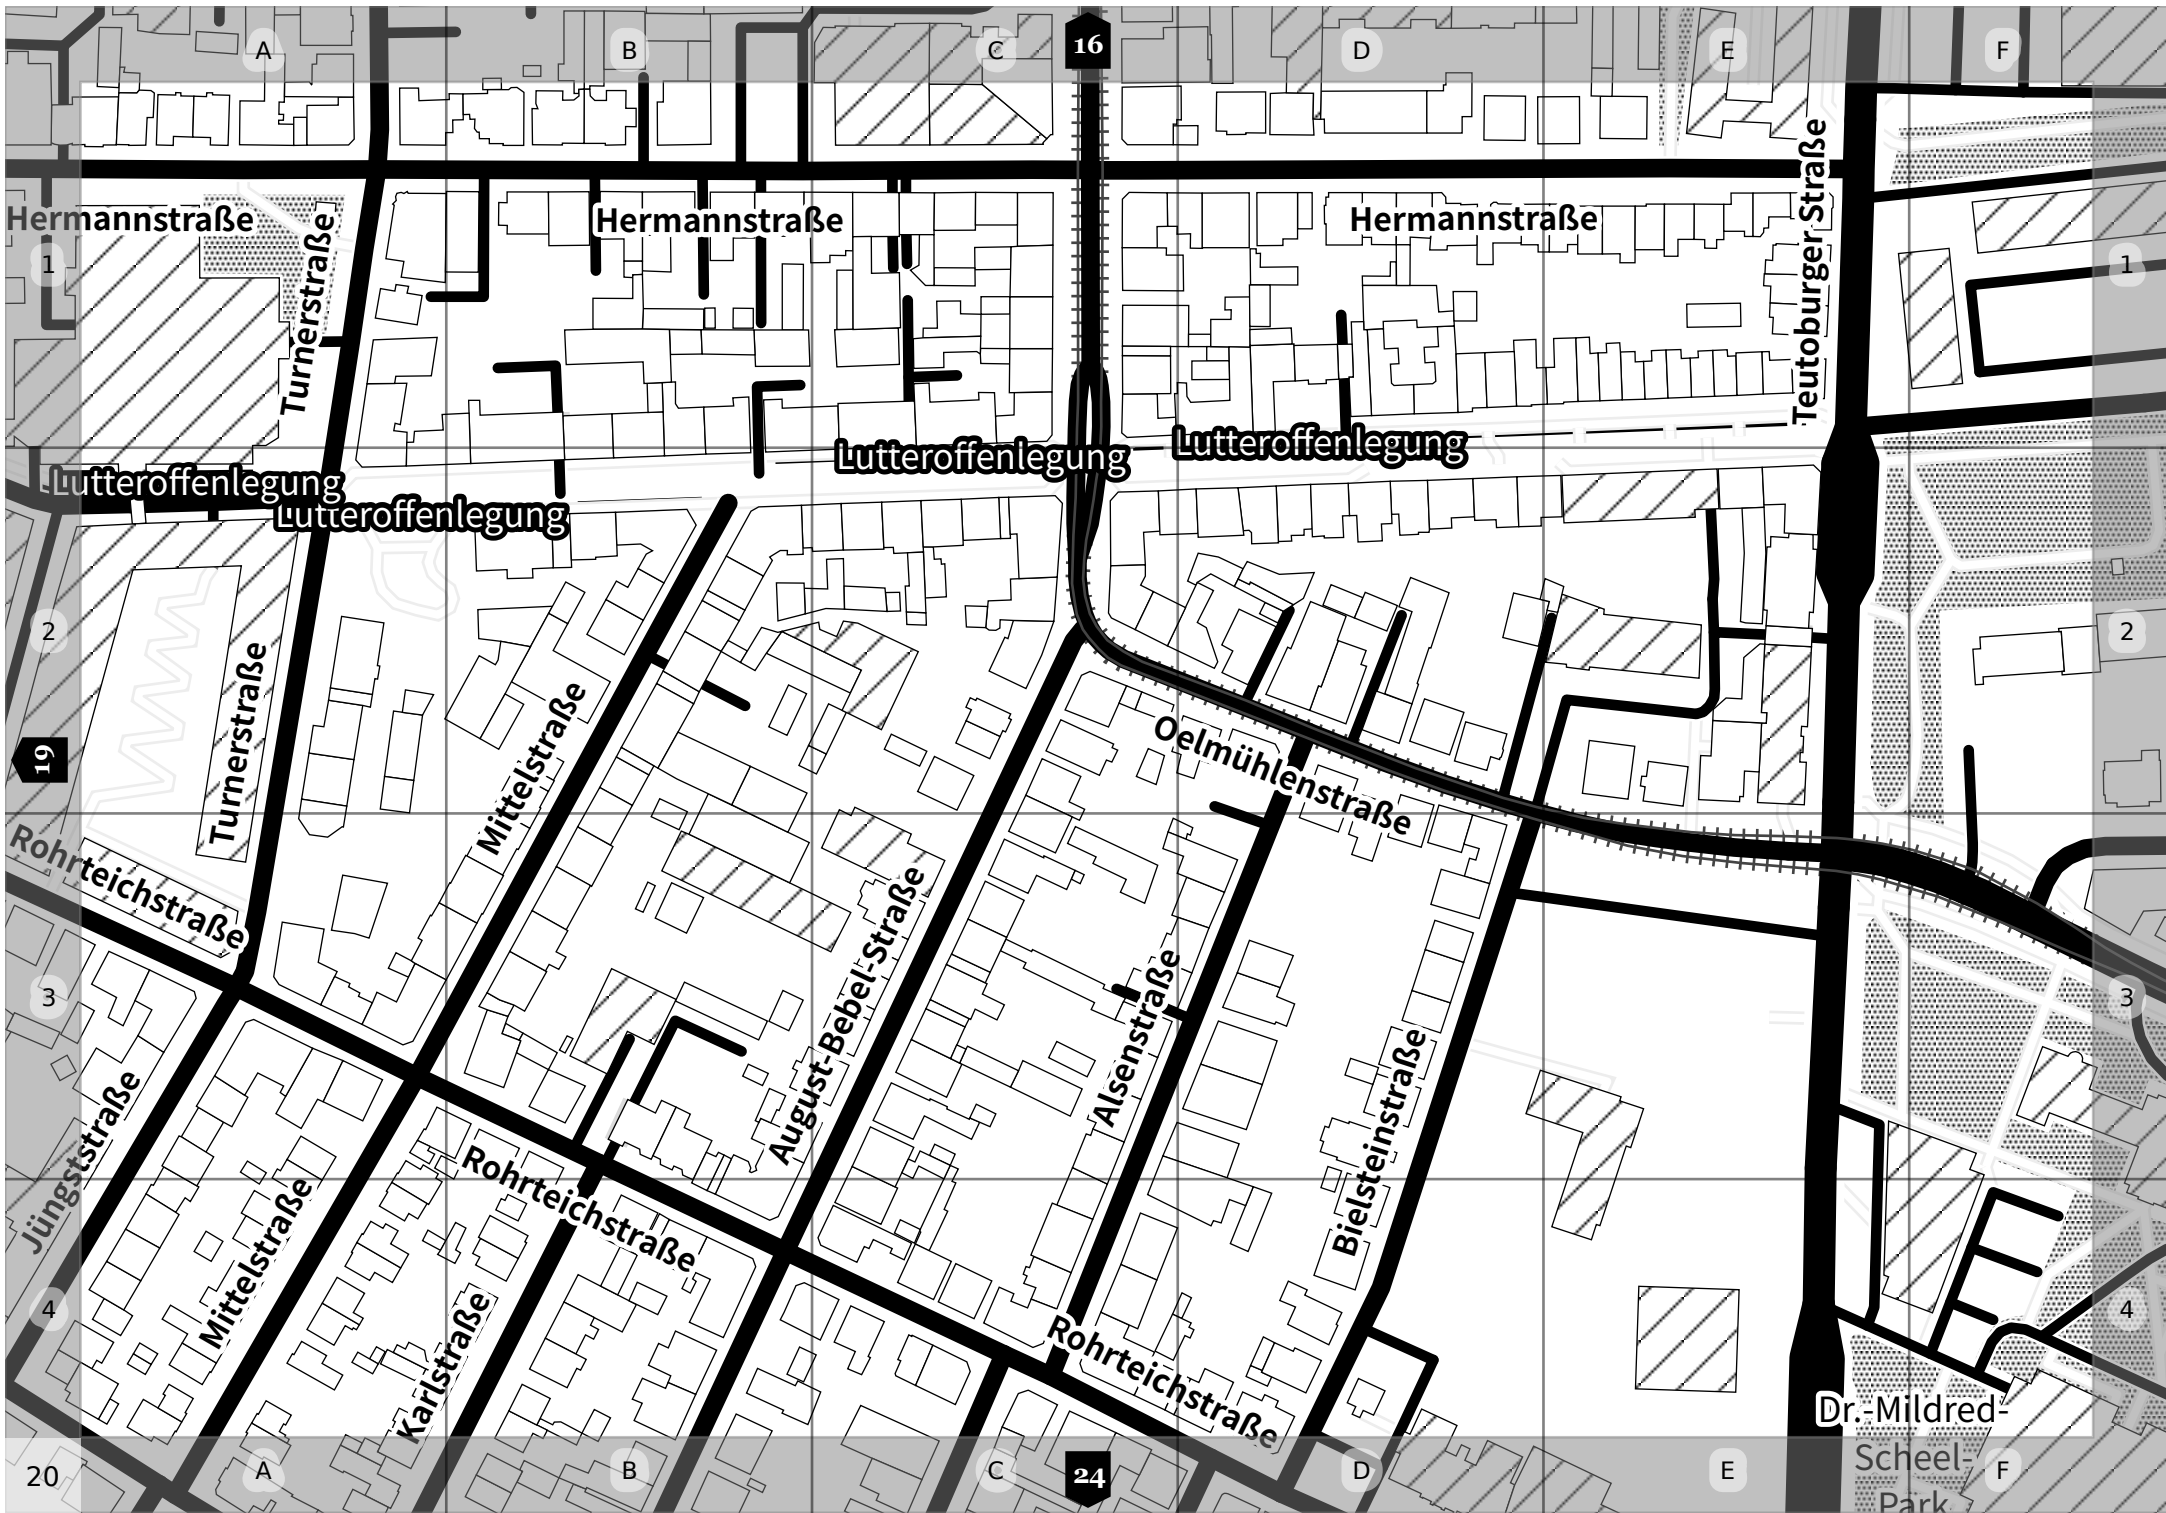 A
B
C
16
D
E
F
Hermannstraße
Hermannstraße
Hermannstraße
Teutoburger Straße
1
1
Turnerstraße
Lutteroffenlegung
Lutteroffenlegung
Lutteroffenlegung
Lutteroffenlegung
2
2
Turnerstraße
Mittelstraße
Oelmühlenstraße
19
Rohrteichstraße
August-Bebel-Straße
Alsenstraße
3
3
Bielsteinstraße
Jüngststraße
Mittelstraße
Rohrteichstraße
Karlstraße
4
4
Rohrteichstraße
Dr.-Mildred-
Scheel-
Park
20
A
B
C
24
D
E
F